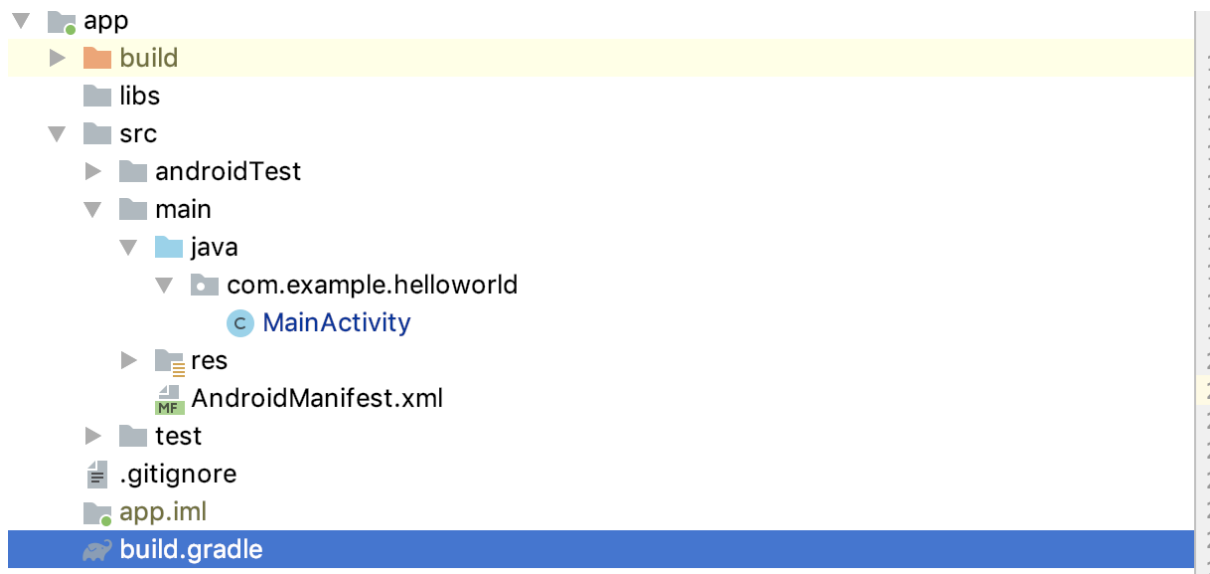 app
build
libs
src
androidTest
main
java
com.example.helloworld
C MainActivity
res
MF AndroidManifest.xml
test
.gitignore
app.iml
build.gradle